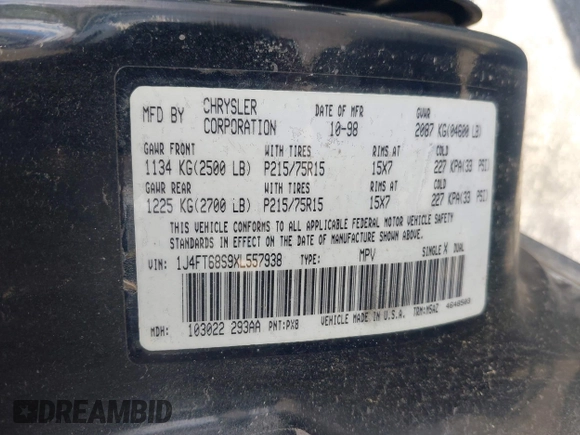 MFD BY CHRYSLER CORPORATION DATE OF MFR 10-98 GVWR 2087 KG(04600 LB)
GAWR FRONT WITH TIRES RIMS AT COLD
1134 KG(2500 LB) P215/75R15 15X7 227 KPA(33 PSI)
GAWR REAR WITH TIRES RIMS AT COLD
1225 KG(2700 LB) P215/75R15 15X7 227 KPA(33 PSI)
THIS VEHICLE CONFORMS TO ALL APPLICABLE FEDERAL MOTOR VEHICLE SAFETY
STANDARDS IN EFFECT ON THE DATE OF MANUFACTURE SHOWN ABOVE.
VIN: 1J4FT68S9XL557938 TYPE: MPV SINGLE X DUAL
MDH: 103022 293AA PNT:PX8 VEHICLE MADE IN U.S.A. TRM:M5AZ
DREAMBID